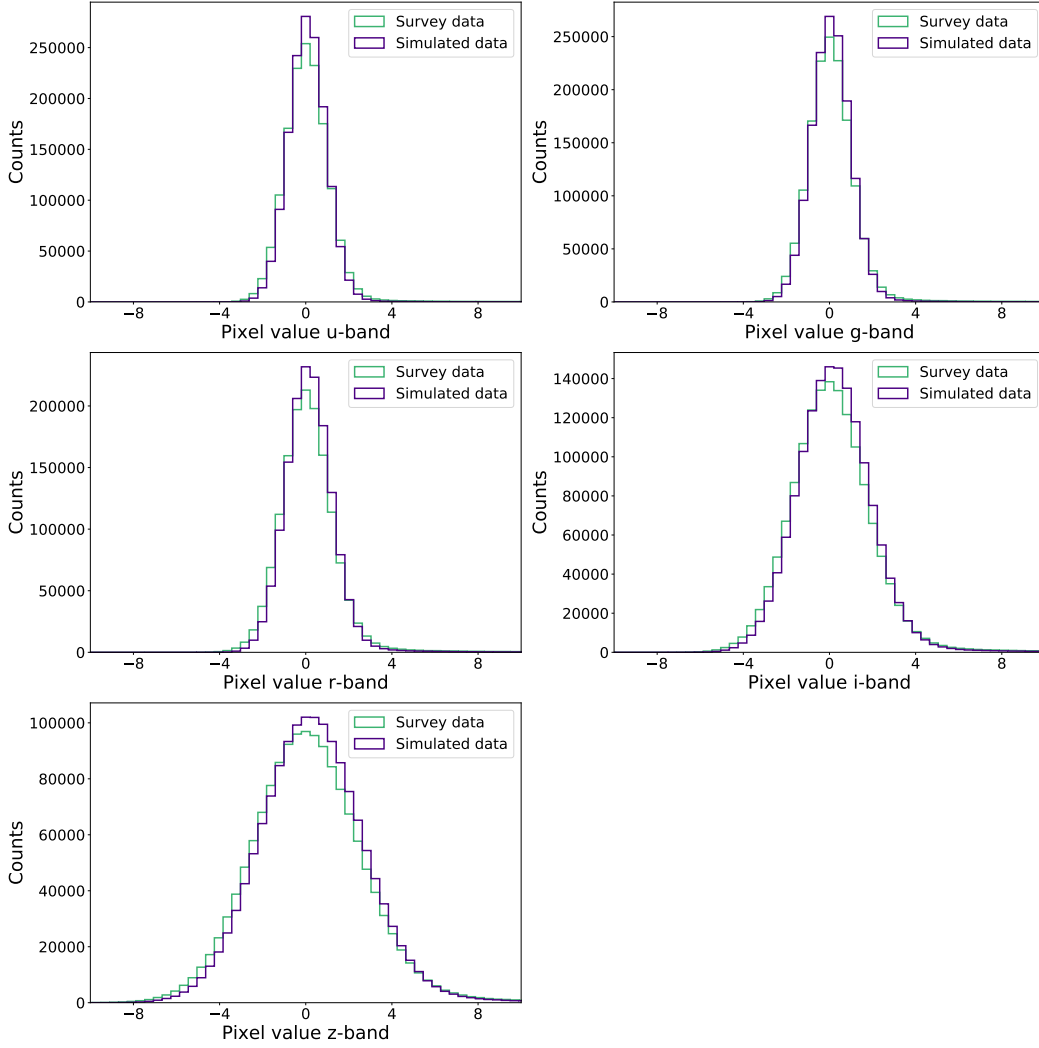 Survey data
Simulated data
250000
200000
150000
100000
50000
0
Counts
−8
−4
0
4
8
Pixel value u-band
Survey data
Simulated data
250000
200000
150000
100000
50000
0
Counts
−8
−4
0
4
8
Pixel value g-band
Survey data
Simulated data
200000
150000
100000
50000
0
Counts
−8
−4
0
4
8
Pixel value r-band
Survey data
Simulated data
140000
120000
100000
80000
60000
40000
20000
0
Counts
−8
−4
0
4
8
Pixel value i-band
Survey data
Simulated data
100000
80000
60000
40000
20000
0
Counts
−8
−4
0
4
8
Pixel value z-band